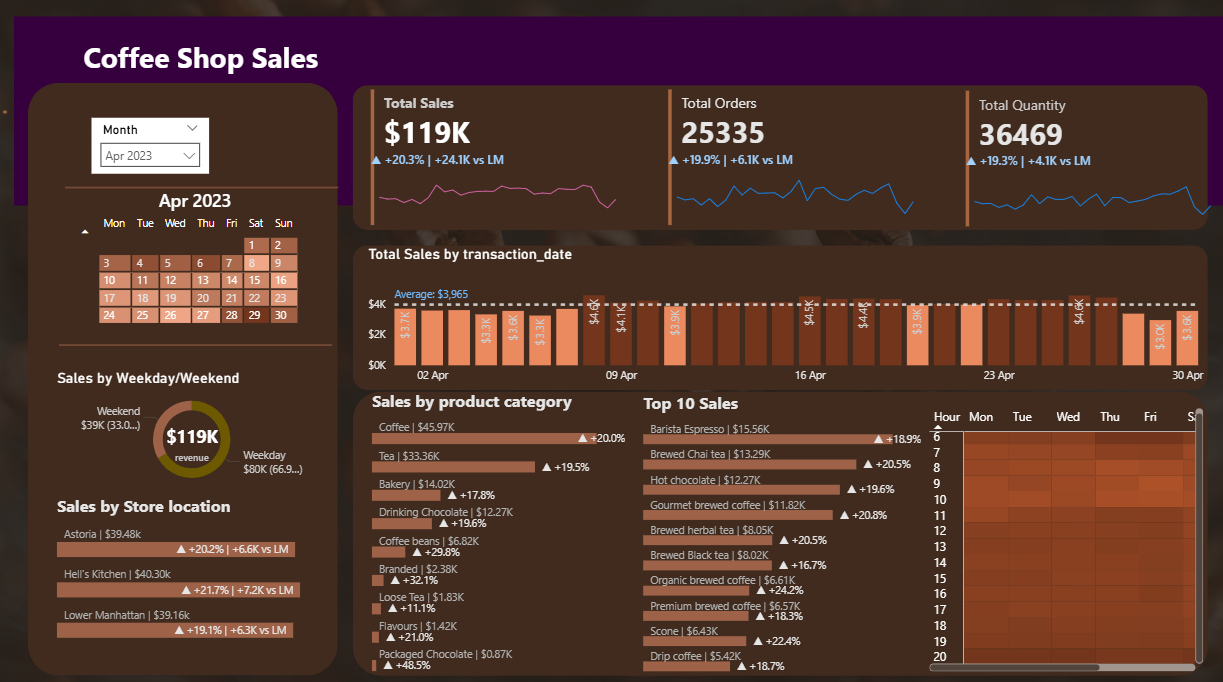 Coffee Shop Sales
Month
Apr 2023
Apr 2023
Mon Tue Wed Thu Fri Sat Sun
1 2
3 4 5 6 7 8 9
10 11 12 13 14 15 16
17 18 19 20 21 22 23
24 25 26 27 28 29 30
Sales by Weekday/Weekend
Weekend
$39K (33.0...)
$119K
revenue
Weekday
$80K (66.9...)
Sales by Store location
Astoria | $39.48k
▲ +20.2% | +6.6K vs LM
Hell's Kitchen | $40.30k
▲ +21.7% | +7.2K vs LM
Lower Manhattan | $39.16k
▲ +19.1% | +6.3K vs LM
Total Sales
$119K
▲ +20.3% | +24.1K vs LM
Total Orders
25335
▲ +19.9% | +6.1K vs LM
Total Quantity
36469
▲ +19.3% | +4.1K vs LM
Total Sales by transaction_date
Average: $3,965
$4K
$2K
$0K
$3.7K $3.3K $3.6K $3.3K $4.6K $4.1K $3.9K $4.5K $4.4K $3.9K $4.6K $3.0K $3.6K
02 Apr 09 Apr 16 Apr 23 Apr 30 Apr
Sales by product category
Coffee | $45.97K
▲ +20.0%
Tea | $33.36K
▲ +19.5%
Bakery | $14.02K
▲ +17.8%
Drinking Chocolate | $12.27K
▲ +19.6%
Coffee beans | $6.82K
▲ +29.8%
Branded | $2.38K
▲ +32.1%
Loose Tea | $1.83K
▲ +11.1%
Flavours | $1.42K
▲ +21.0%
Packaged Chocolate | $0.87K
▲ +48.5%
Top 10 Sales
Barista Espresso | $15.56K
▲ +18.9%
Brewed Chai tea | $13.29K
▲ +20.5%
Hot chocolate | $12.27K
▲ +19.6%
Gourmet brewed coffee | $11.82K
▲ +20.8%
Brewed herbal tea | $8.05K
▲ +20.5%
Brewed Black tea | $8.02K
▲ +16.7%
Organic brewed coffee | $6.61K
▲ +24.2%
Premium brewed coffee | $6.57K
▲ +18.3%
Scone | $6.43K
▲ +22.4%
Drip coffee | $5.42K
▲ +18.7%
Hour Mon Tue Wed Thu Fri
6
7
8
9
10
11
12
13
14
15
16
17
18
19
20